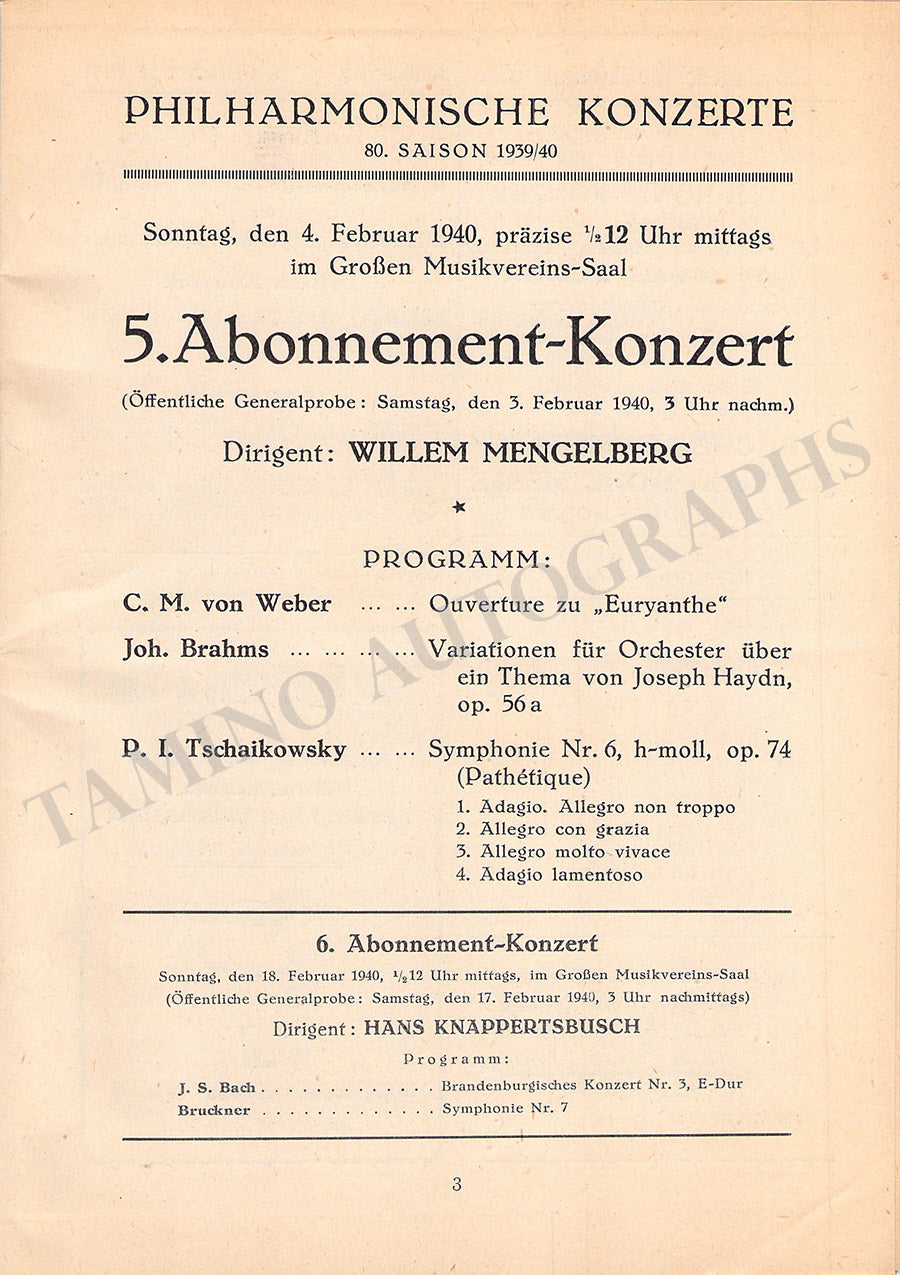 PHILHARMONISCHE KONZERTE
80. SAISON 1939/40
Sonntag, den 4. Februar 1940, präzise ½12 Uhr mittags
im Großen Musikvereins-Saal
5. Abonnement-Konzert
(Öffentliche Generalprobe: Samstag, den 3. Februar 1940, 3 Uhr nachm.)
Dirigent: WILLEM MENGELBERG
★
PROGRAMM:
C. M. von Weber ... ... Ouverture zu „Euryanthe“
Joh. Brahms ... ... ... ... Variationen für Orchester über
ein Thema von Joseph Haydn,
op. 56 a
P. I. Tschaikowsky ... ... Symphonie Nr. 6, h-moll, op. 74
(Pathétique)
1. Adagio. Allegro non troppo
2. Allegro con grazia
3. Allegro molto vivace
4. Adagio lamentoso
6. Abonnement-Konzert
Sonntag, den 18. Februar 1940, ½12 Uhr mittags, im Großen Musikvereins-Saal
(Öffentliche Generalprobe: Samstag, den 17. Februar 1940, 3 Uhr nachmittags)
Dirigent: HANS KNAPPERTSBUSCH
Programm:
J. S. Bach . . . . . . . . . . . . . Brandenburgisches Konzert Nr. 3, E-Dur
Bruckner . . . . . . . . . . . . . Symphonie Nr. 7
3
TAMINO AUTOGRAPHS